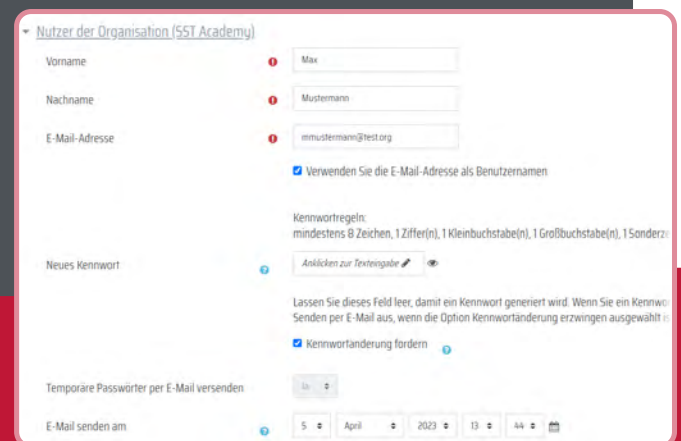 Nutzer der Organisation (SST Academy)
Vorname Max
Nachname Mustermann
E-Mail-Adresse mmustermann@test.org
Verwenden Sie die E-Mail-Adresse als Benutzernamen
Kennwortregeln:
mindestens 8 Zeichen, 1 Ziffer(n), 1 Kleinbuchstabe(n), 1 Großbuchstabe(n), 1 Sonderze
Neues Kennwort Anklicken zur Texteingabe
Lassen Sie dieses Feld leer, damit ein Kennwort generiert wird. Wenn Sie ein Kennwo
Senden per E-Mail aus, wenn die Option Kennwortänderung erzwingen ausgewählt is
Kennwortänderung fordern
Temporäre Passwörter per E-Mail versenden Ja
E-Mail senden am 5 April 2023 13 44